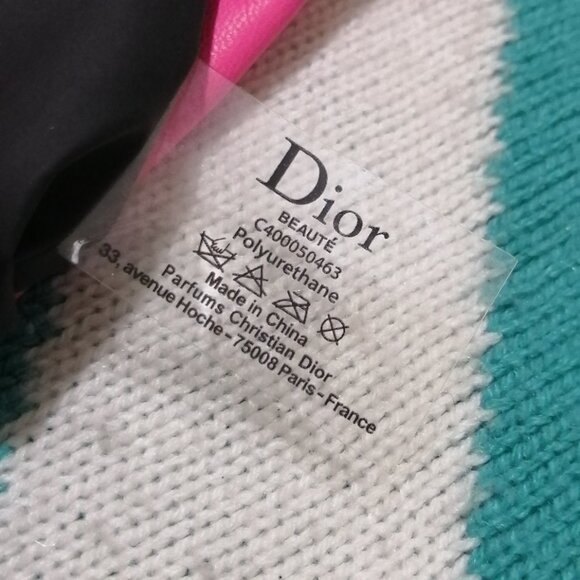 Dior
BEAUTÉ
C400050463
Polyurethane
Made in China
Parfums Christian Dior
33, avenue Hoche-75008 Paris-France